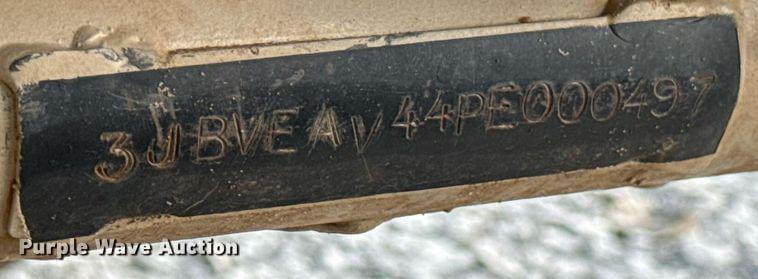 3JBVEAV44PE000497
Purple Wave Auction